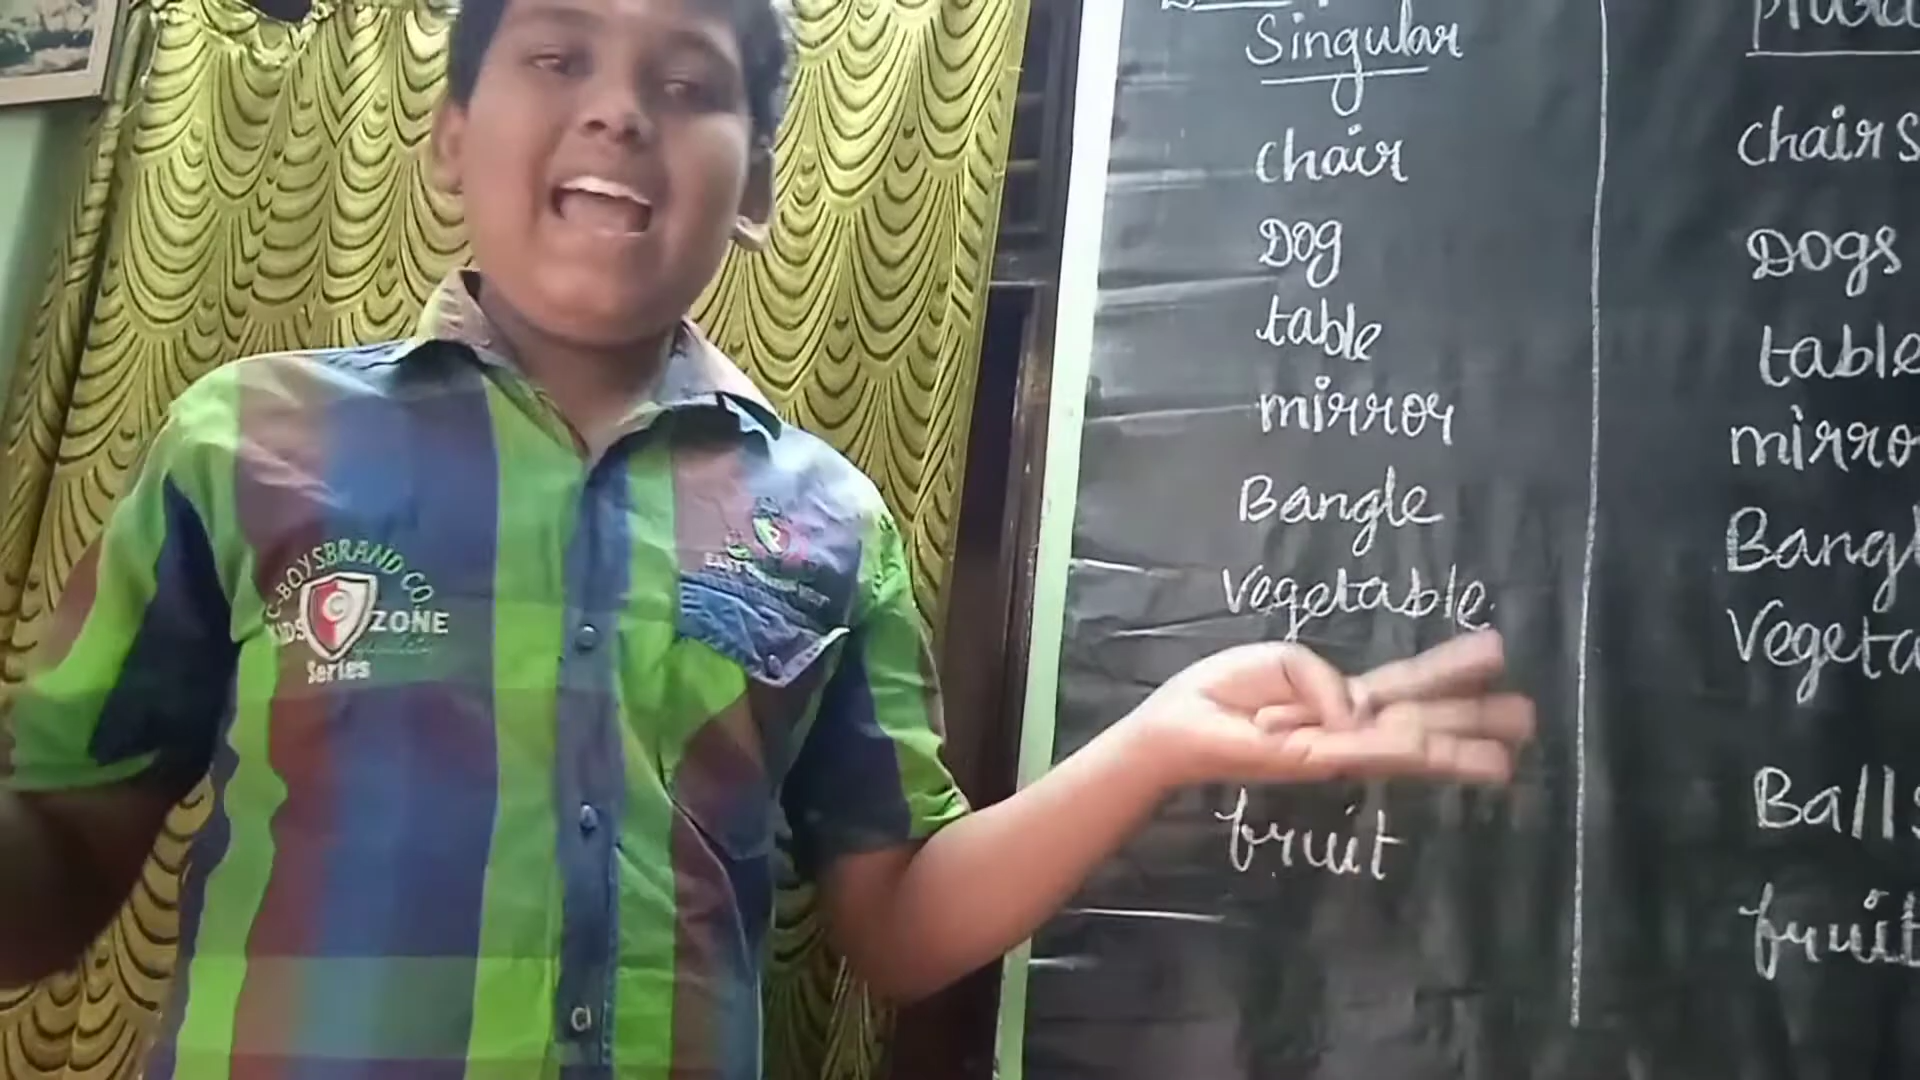 Singular
chair
Dog
table
mirror
Bangle
Vegetable
fruit
chairs
Dogs
table
mirro
Bangl
Vegeta
Balls
fruit
C-BOYSBRAND CO
KIDS C ZONE
Series